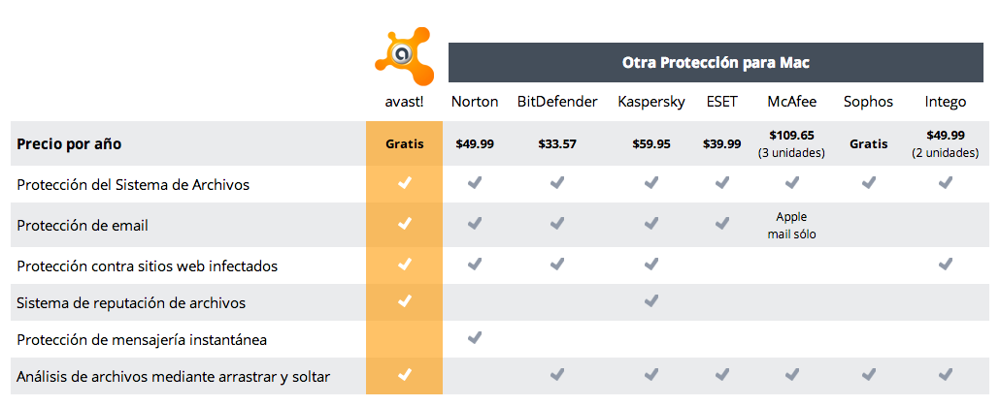 a
Otra Protección para Mac
avast! Norton BitDefender Kaspersky ESET McAfee Sophos Intego
Precio por año Gratis $49.99 $33.57 $59.95 $39.99 $109.65 (3 unidades) Gratis $49.99 (2 unidades)
Protección del Sistema de Archivos
Protección de email Apple mail sólo
Protección contra sitios web infectados
Sistema de reputación de archivos
Protección de mensajería instantánea
Análisis de archivos mediante arrastrar y soltar